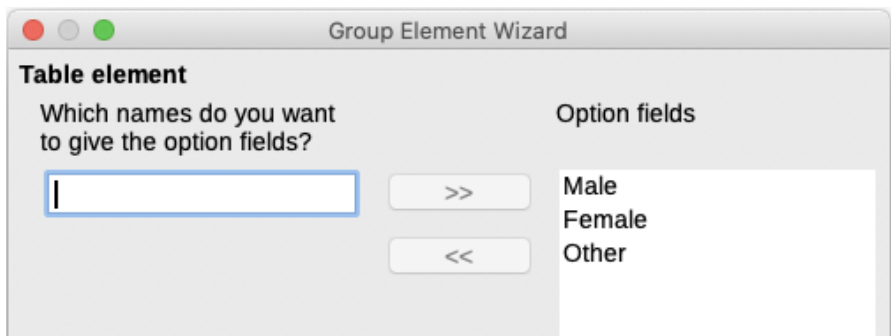 Group Element Wizard
Table element
Which names do you want
to give the option fields?
Option fields
>>
<<
Male
Female
Other